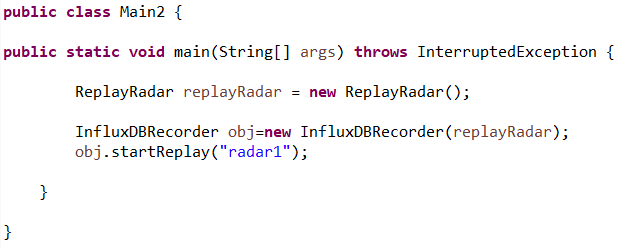 public class Main2 {
public static void main(String[] args) throws InterruptedException {
ReplayRadar replayRadar = new ReplayRadar();
InfluxDBRecorder obj=new InfluxDBRecorder(replayRadar);
obj.startReplay("radar1");
}
}